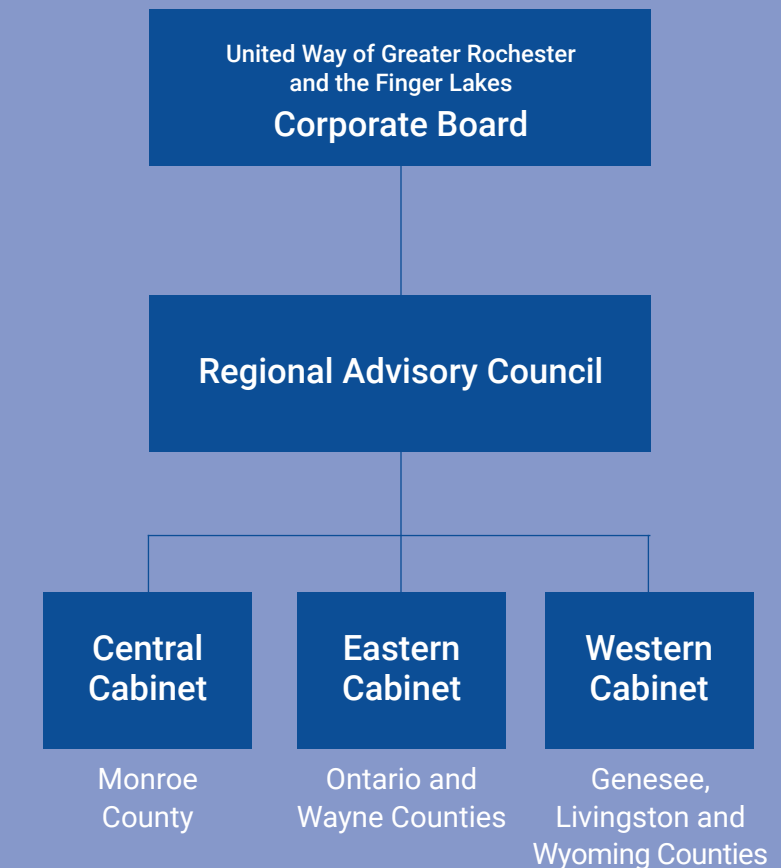 United Way of Greater Rochester
and the Finger Lakes
Corporate Board
Regional Advisory Council
Central
Cabinet
Monroe
County
Eastern
Cabinet
Ontario and
Wayne Counties
Western
Cabinet
Genesee,
Livingston and
Wyoming Counties